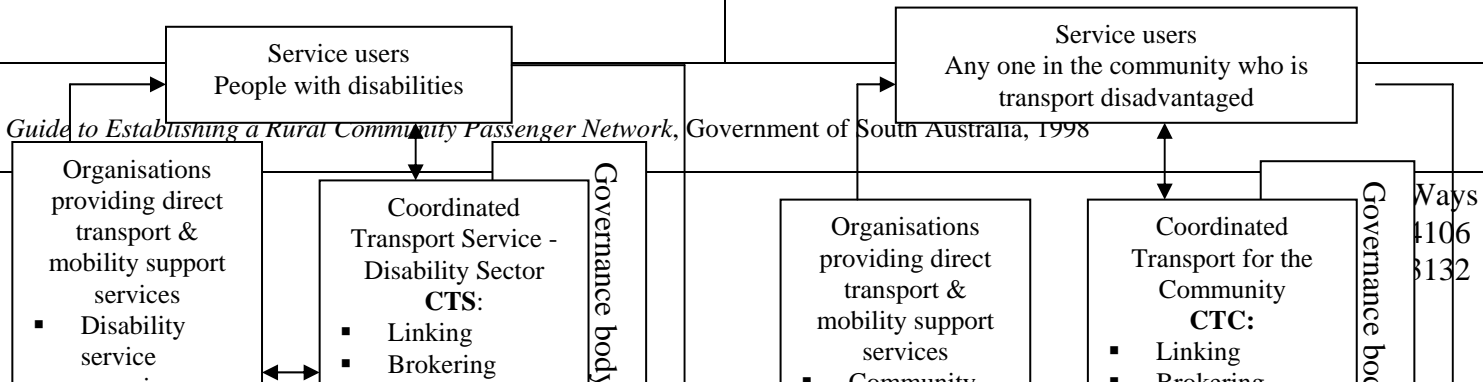 Service users
People with disabilities
Service users
Any one in the community who is
transport disadvantaged
Guide to Establishing a Rural Community Passenger Network, Government of South Australia, 1998
Organisations
providing direct
transport &
mobility support
services
▪ Disability
service
Coordinated
Transport Service -
Disability Sector
CTS:
▪ Linking
▪ Brokering
Governance body
Organisations
providing direct
transport &
mobility support
services
▪ Community
Coordinated
Transport for the
Community
CTC:
▪ Linking
▪ Brokering
Governance
Ways
4106
3132